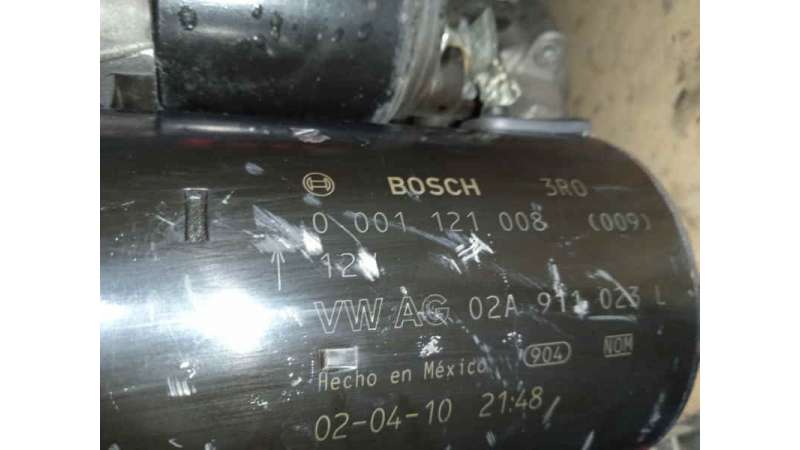 BOSCH 3R0
0 001 121 008 (009)
12
VW AG 02A 911 023 L
904 NOM
Hecho en México
02-04-10 21:48